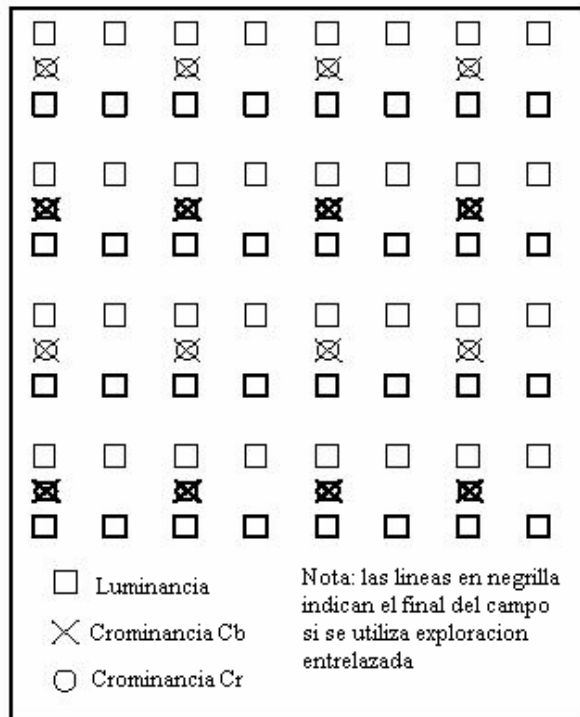 Luminancia
Crominancia Cb
Crominancia Cr
Nota: las lineas en negrilla
indican el final del campo
si se utiliza exploracion
entrelazada